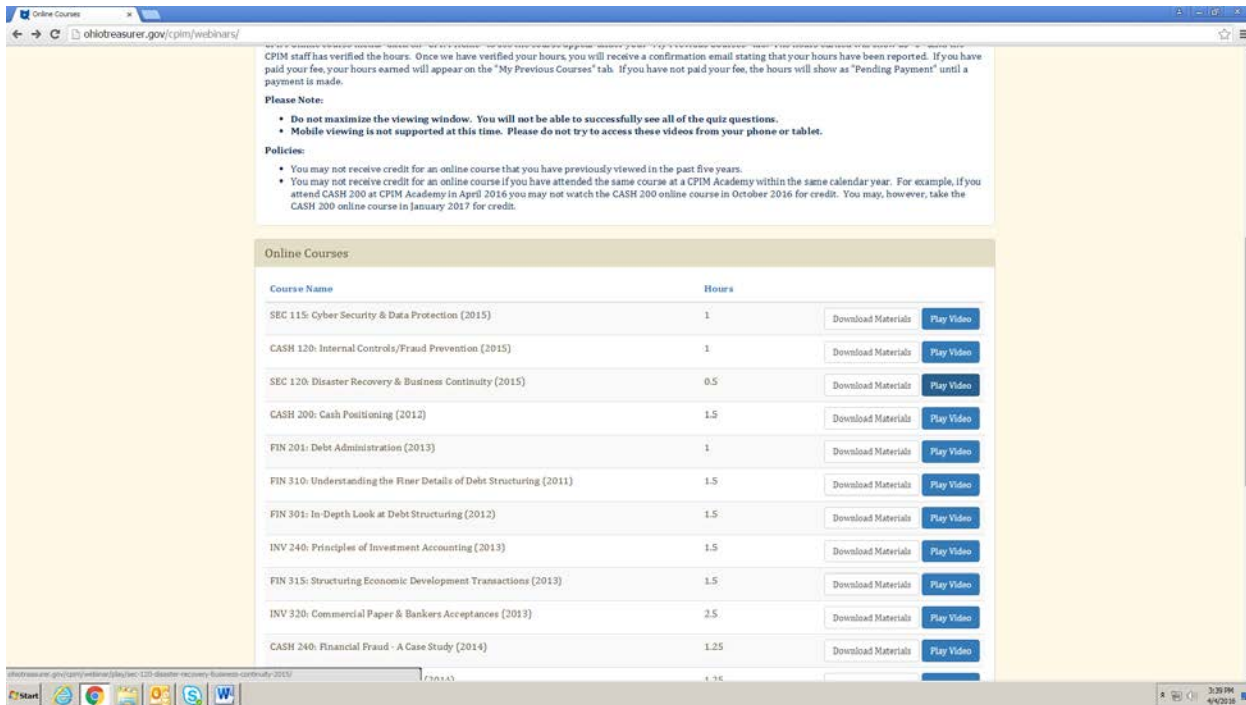 Online Courses
ohiotreasurer.gov/cpim/webinars/
CPIM staff has verified the hours. Once we have verified your hours, you will receive a confirmation email stating that your hours have been reported. If you have
paid your fee, your hours earned will appear on the "My Previous Courses" tab. If you have not paid your fee, the hours will show as "Pending Payment" until a
payment is made.
Please Note:
• Do not maximize the viewing window. You will not be able to successfully see all of the quiz questions.
• Mobile viewing is not supported at this time. Please do not try to access these videos from your phone or tablet.
Policies:
• You may not receive credit for an online course that you have previously viewed in the past five years.
• You may not receive credit for an online course if you have attended the same course at a CPIM Academy within the same calendar year. For example, if you
attend CASH 200 at CPIM Academy in April 2016 you may not watch the CASH 200 online course in October 2016 for credit. You may, however, take the
CASH 200 online course in January 2017 for credit.
Online Courses
Course Name Hours
SEC 115: Cyber Security & Data Protection (2015) 1 Download Materials Play Video
CASH 120: Internal Controls/Fraud Prevention (2015) 1 Download Materials Play Video
SEC 120: Disaster Recovery & Business Continuity (2015) 0.5 Download Materials Play Video
CASH 200: Cash Positioning (2012) 1.5 Download Materials Play Video
FIN 201: Debt Administration (2013) 1 Download Materials Play Video
FIN 310: Understanding the Finer Details of Debt Structuring (2011) 1.5 Download Materials Play Video
FIN 301: In-Depth Look at Debt Structuring (2012) 1.5 Download Materials Play Video
INV 240: Principles of Investment Accounting (2013) 1.5 Download Materials Play Video
FIN 315: Structuring Economic Development Transactions (2013) 1.5 Download Materials Play Video
INV 320: Commercial Paper & Bankers Acceptances (2013) 2.5 Download Materials Play Video
CASH 240: Financial Fraud - A Case Study (2014) 1.25 Download Materials Play Video
ohiotreasurer.gov/cpim/webinar/play/sec-120-disaster-recovery-business-continuity-2015/
(2014) 1.25
Start
3:39 PM
4/4/2016